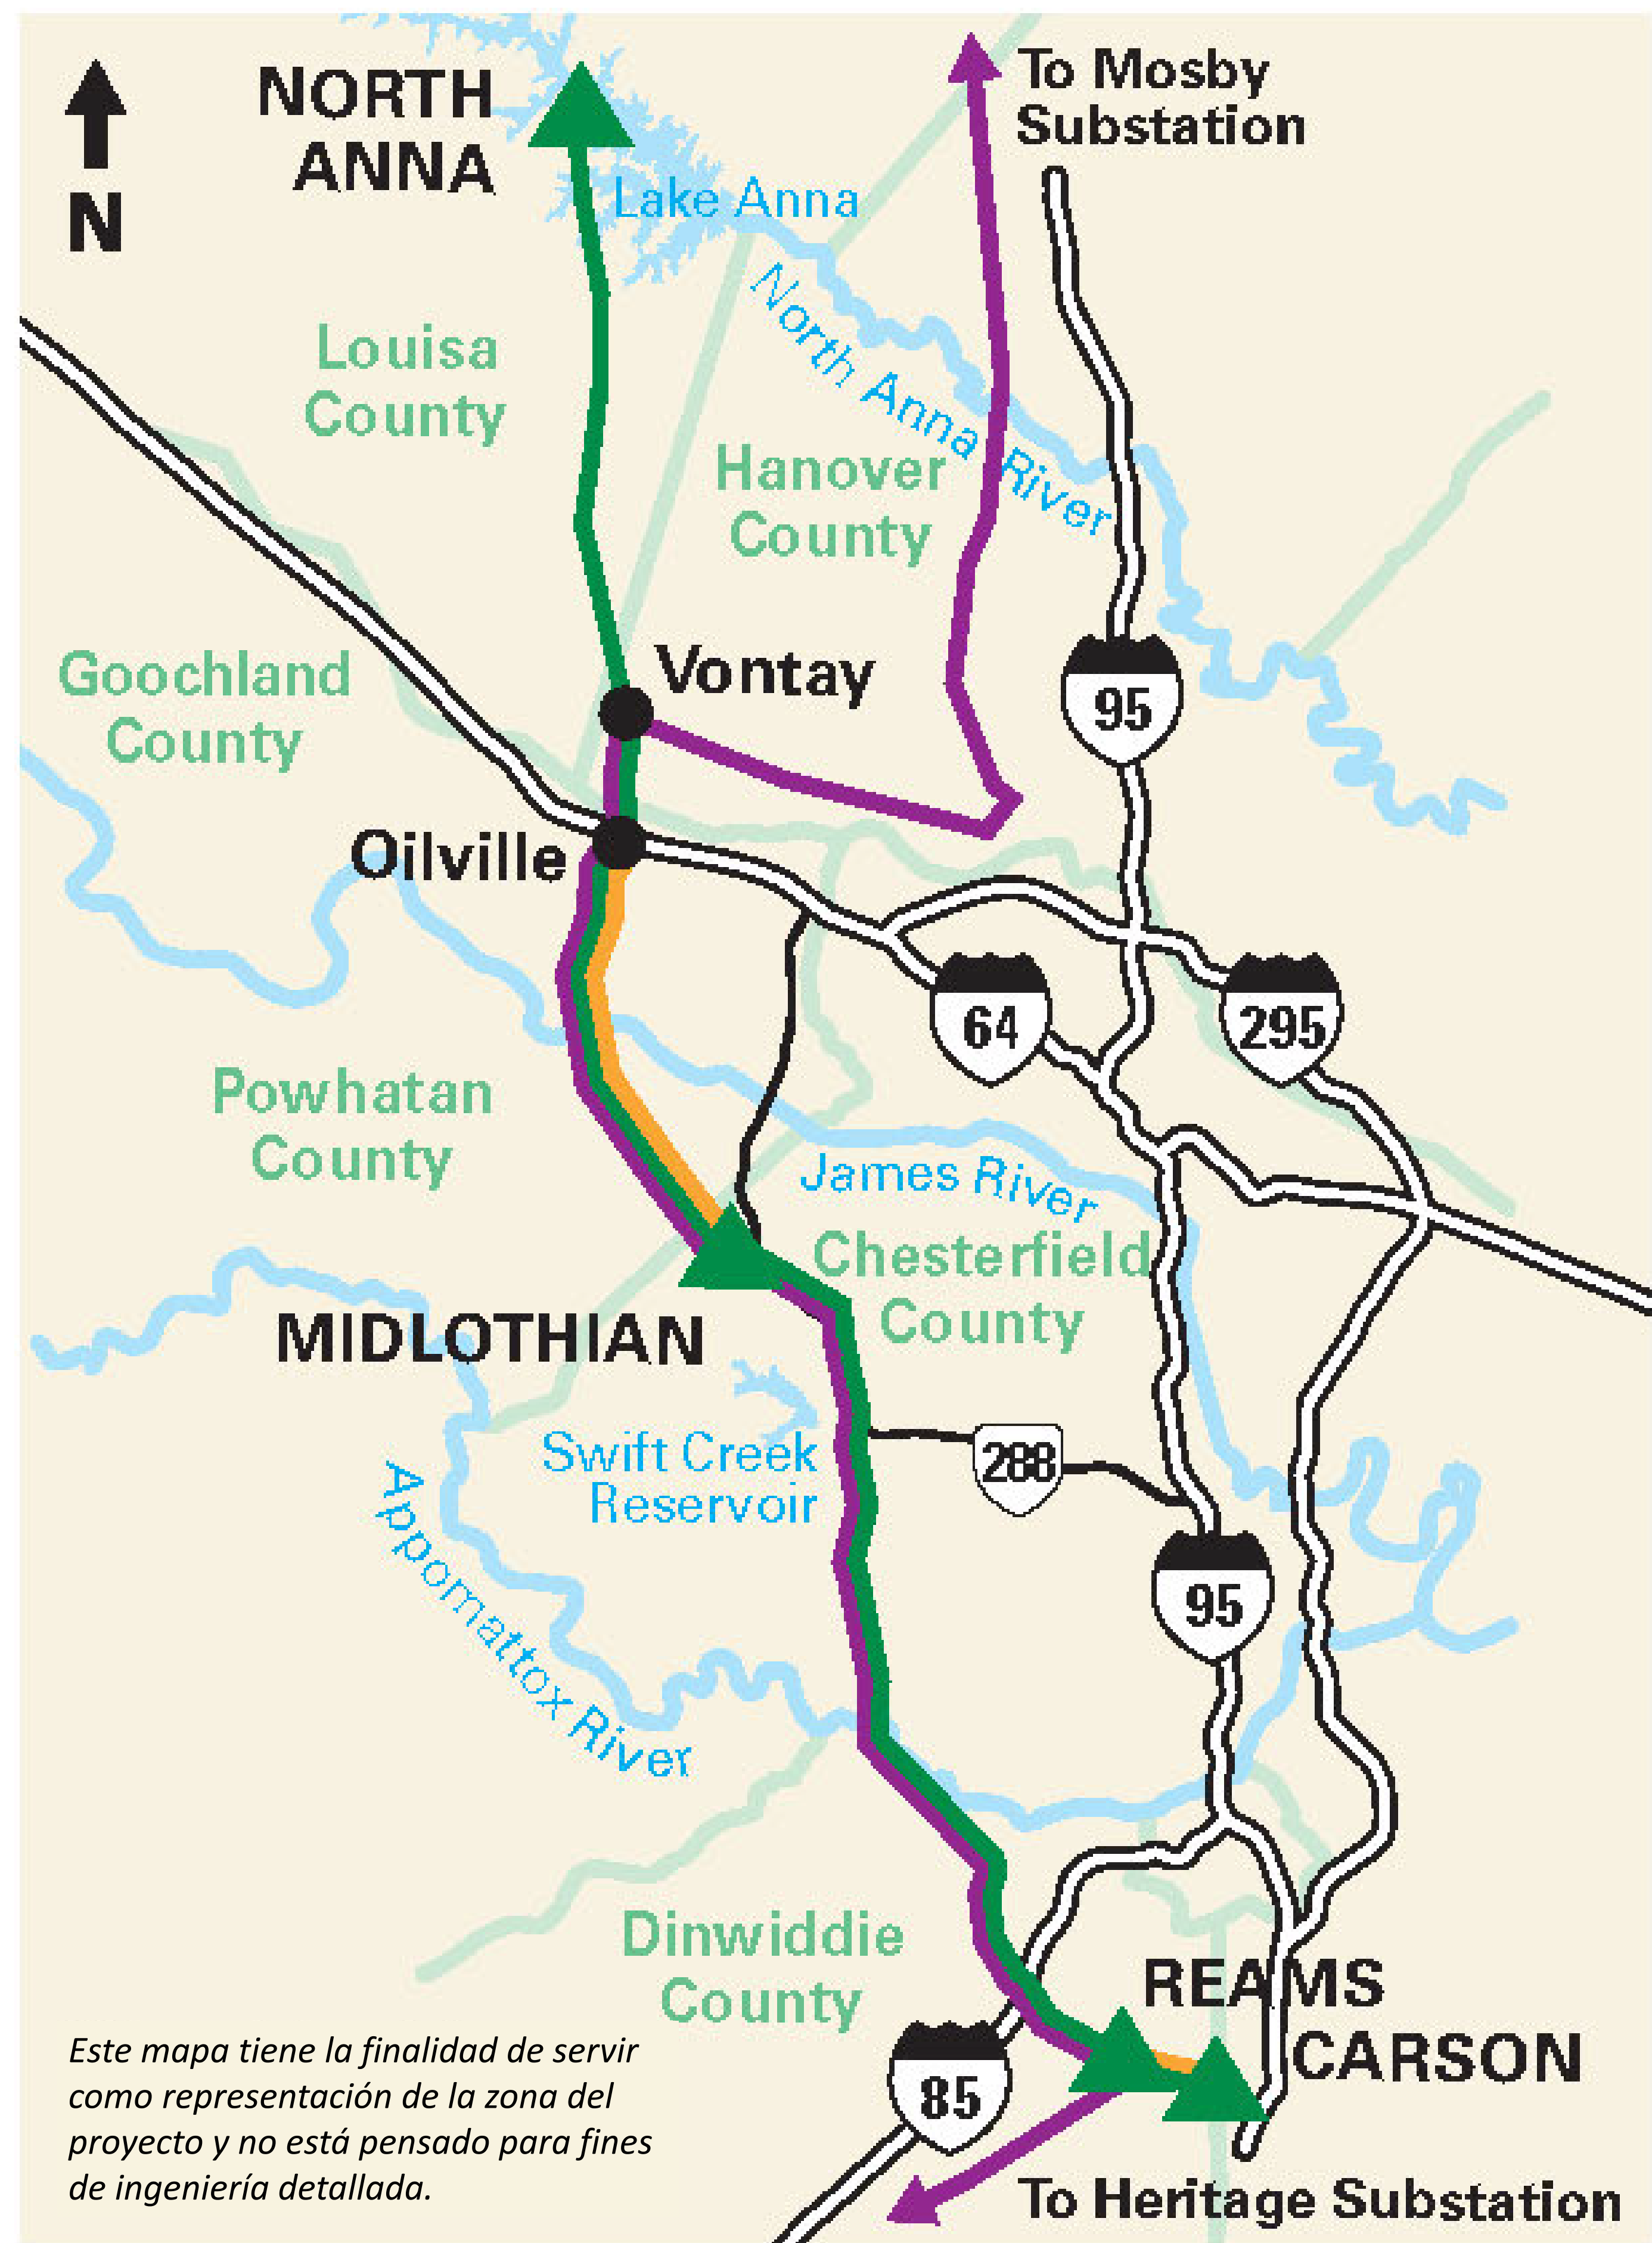 NORTH
ANNA
To Mosby
Substation
N
Lake Anna
North Anna River
Louisa
County
Hanover
County
Vontay
Goochland
County
95
Oilville
64
295
Powhatan
County
James River
Chesterfield
County
MIDLOTHIAN
288
Swift Creek
Reservoir
Appomattox River
95
Dinwiddie
County
REAMS
CARSON
85
To Heritage Substation
Este mapa tiene la finalidad de servir
como representación de la zona del
proyecto y no está pensado para fines
de ingeniería detallada.